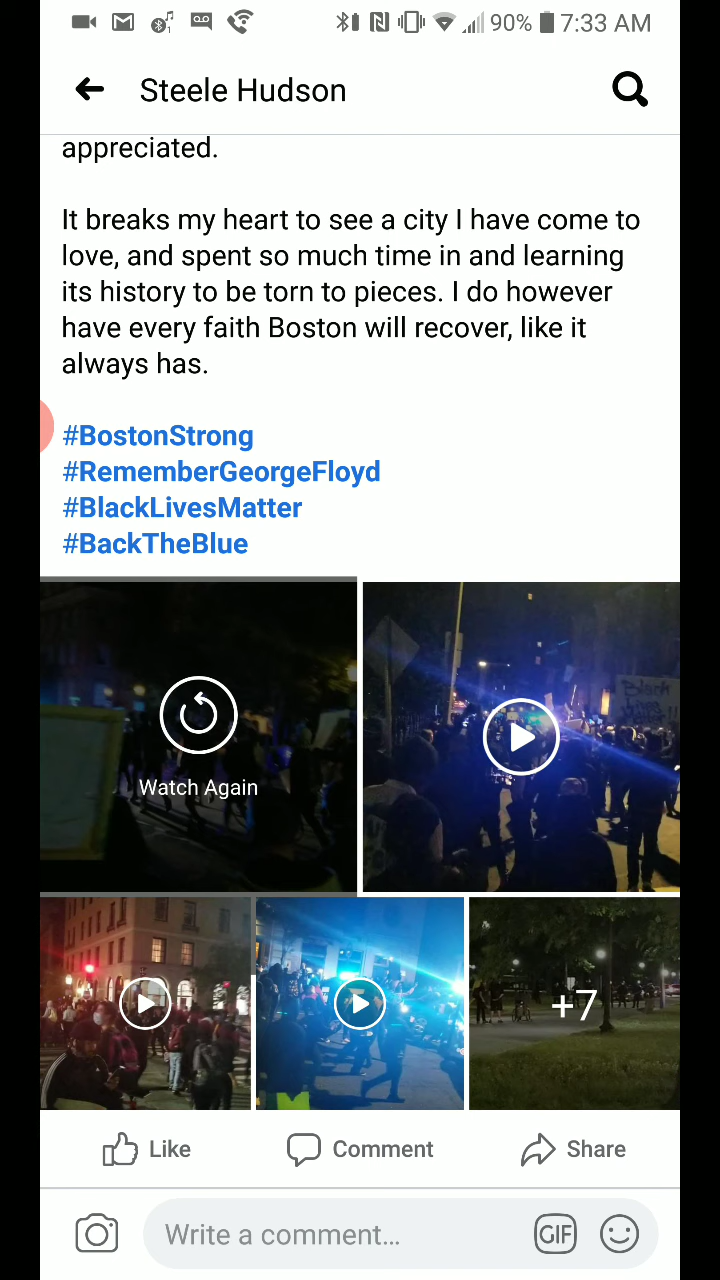 90% 7:33 AM
Steele Hudson
appreciated.
It breaks my heart to see a city I have come to
love, and spent so much time in and learning
its history to be torn to pieces. I do however
have every faith Boston will recover, like it
always has.
#BostonStrong
#RememberGeorgeFloyd
#BlackLivesMatter
#BackTheBlue
Watch Again
+7
Like Comment Share
Write a comment... GIF